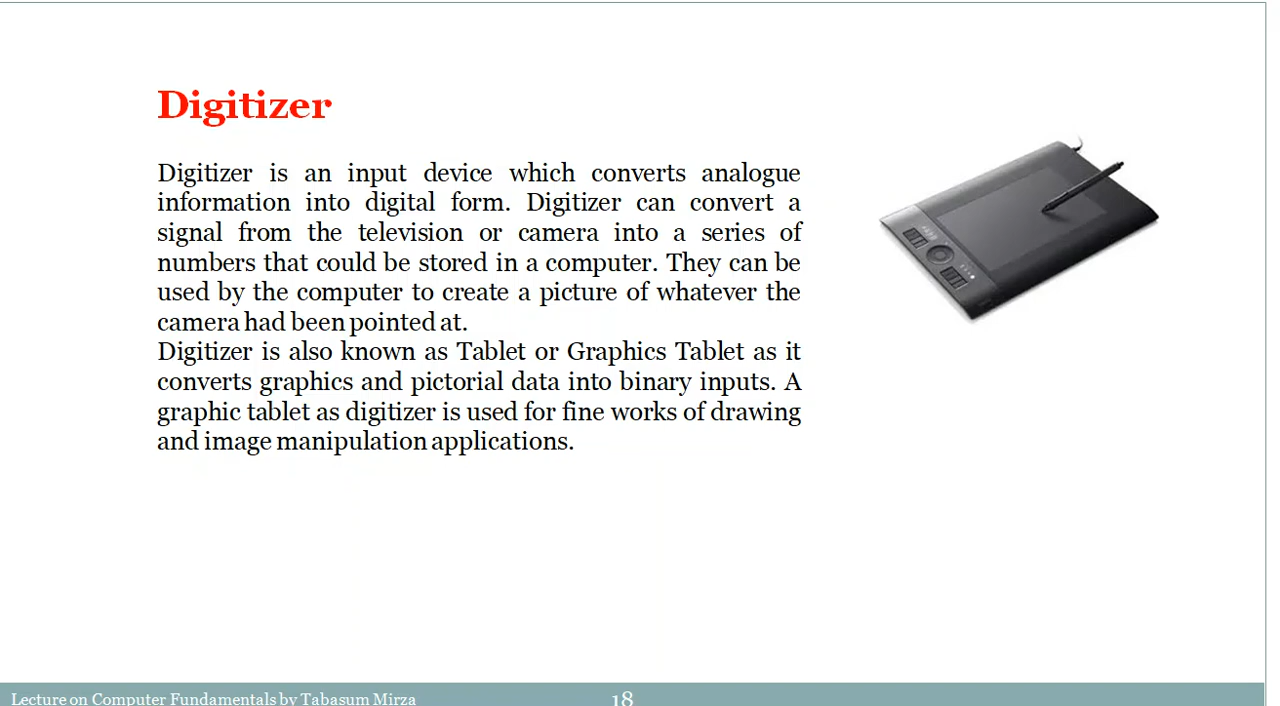 Digitizer
Digitizer is an input device which converts analogue
information into digital form. Digitizer can convert a
signal from the television or camera into a series of
numbers that could be stored in a computer. They can be
used by the computer to create a picture of whatever the
camera had been pointed at.
Digitizer is also known as Tablet or Graphics Tablet as it
converts graphics and pictorial data into binary inputs. A
graphic tablet as digitizer is used for fine works of drawing
and image manipulation applications.
Lecture on Computer Fundamentals by Tabasum Mirza
18